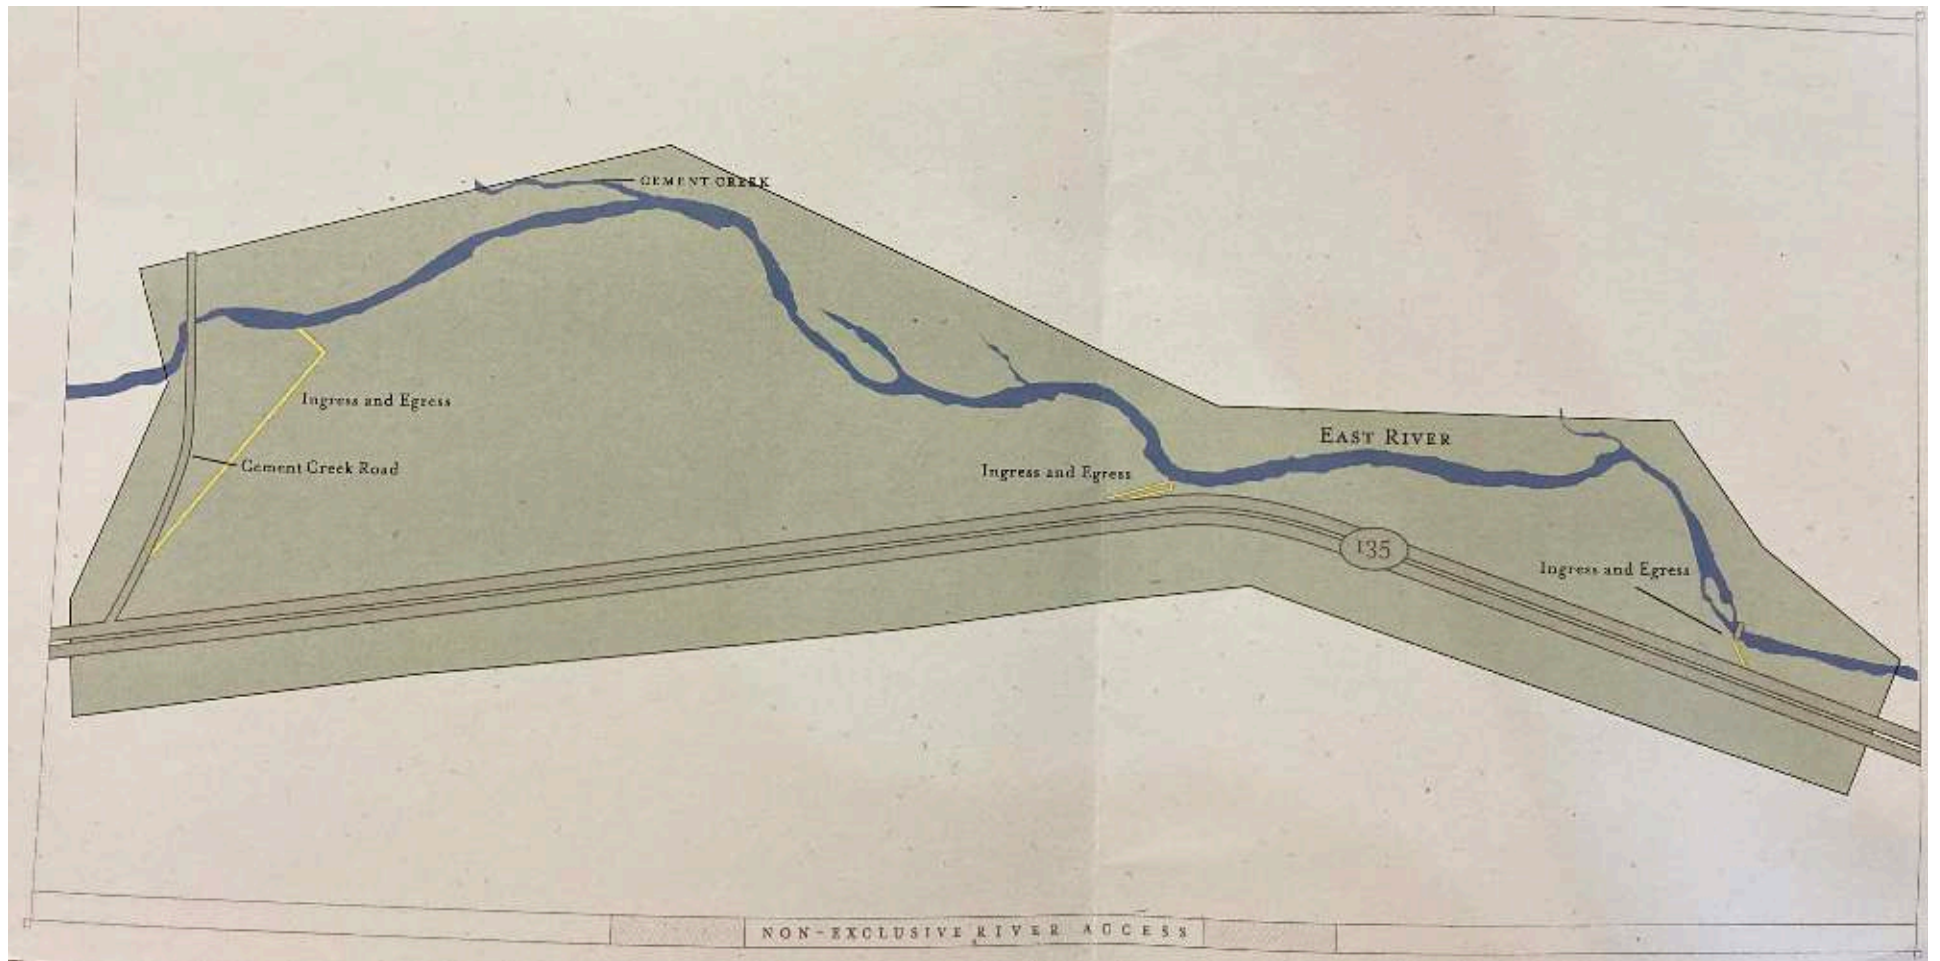 CEMENT CREEK
Ingress and Egress
Cement Creek Road
EAST RIVER
Ingress and Egress
135
Ingress and Egress
NON-EXCLUSIVE RIVER ACCESS